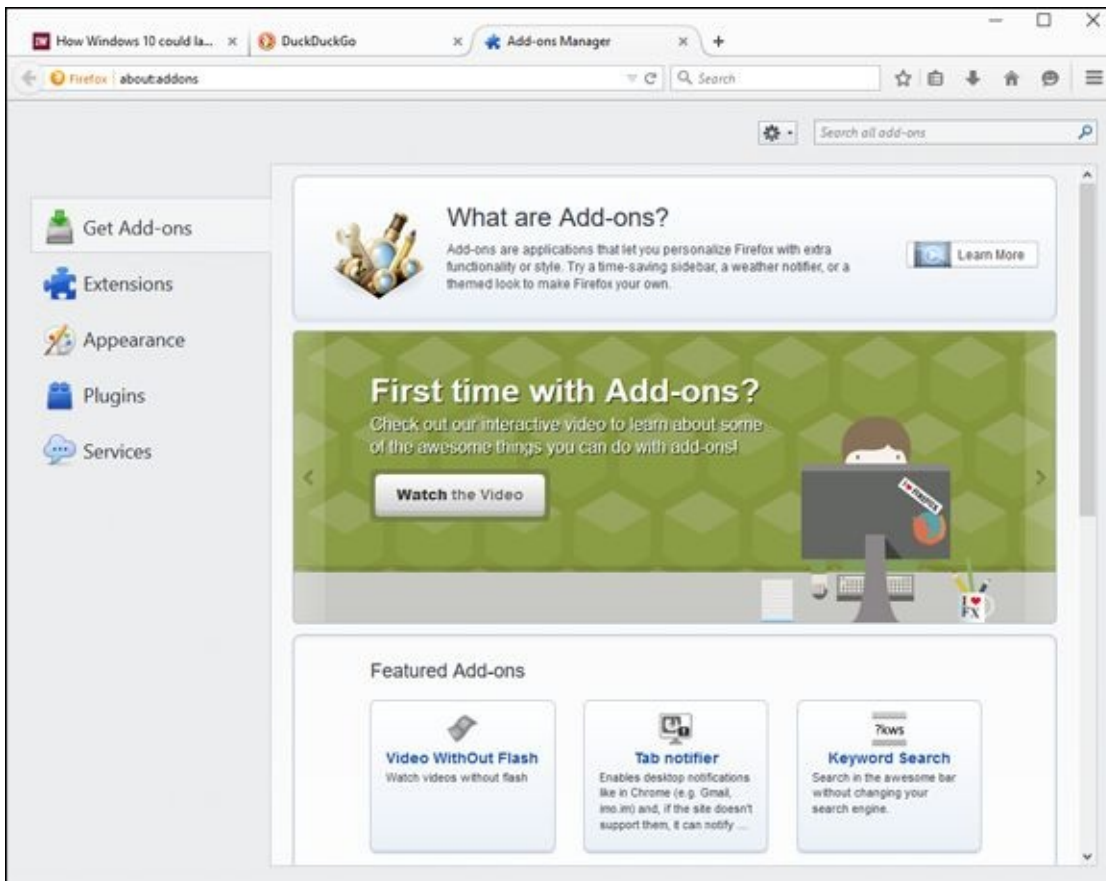 How Windows 10 could la...
DuckDuckGo
Add-ons Manager
Firefox about:addons
Search
Search all add-ons
Get Add-ons
Extensions
Appearance
Plugins
Services
What are Add-ons?
Add-ons are applications that let you personalize Firefox with extra
functionality or style. Try a time-saving sidebar, a weather notifier, or a
themed look to make Firefox your own.
Learn More
First time with Add-ons?
Check out our interactive video to learn about some
of the awesome things you can do with add-ons!
Watch the Video
I ♥ FIREFOX
I ♥
FX
Featured Add-ons
Video WithOut Flash
Watch videos without flash
Tab notifier
Enables desktop notifications
like in Chrome (e.g. Gmail,
imo.im) and, if the site doesn't
support them, it can notify ...
?kws
Keyword Search
Search in the awesome bar
without changing your
search engine.